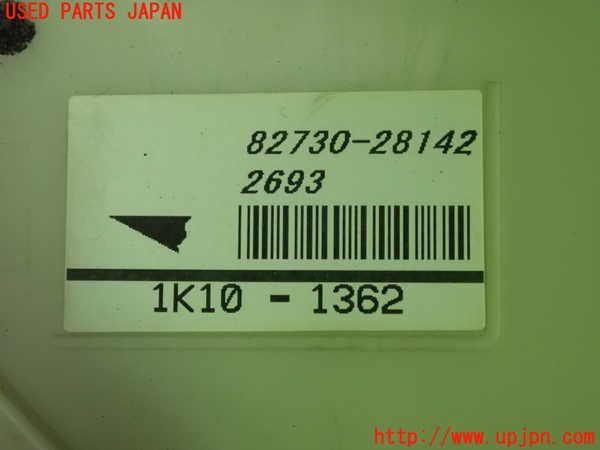 USED PARTS JAPAN
82730-28142
2693
1K10 - 1362
http://www.upjpn.com/